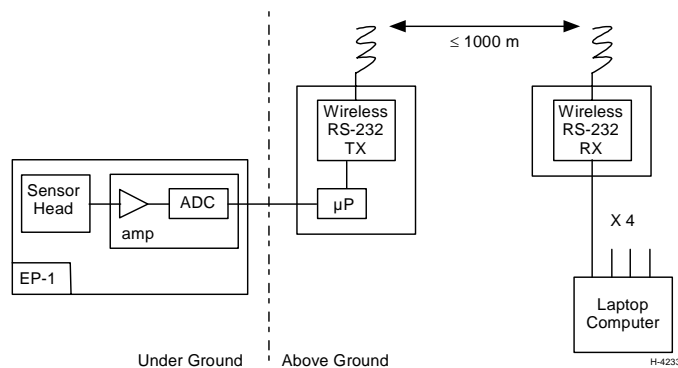 ≤ 1000 m
Wireless
RS-232
TX
Wireless
RS-232
RX
Sensor
Head
ADC
amp
µP
EP-1
X 4
Laptop
Computer
Under Ground
Above Ground
H-4233